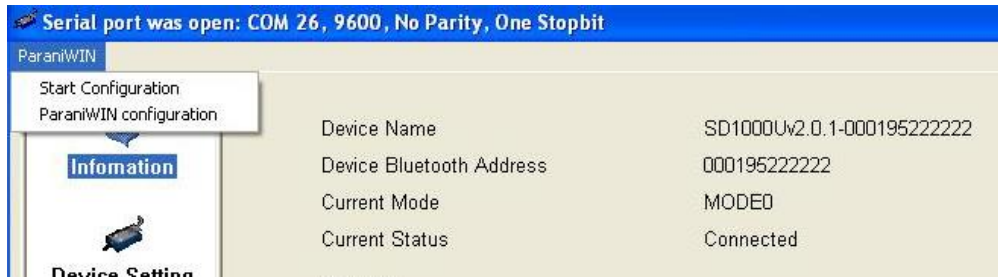 Serial port was open: COM 26, 9600, No Parity, One Stopbit
ParaniWIN
Start Configuration
ParaniWIN configuration
Infomation
Device Setting
Device Name SD1000Uv2.0.1-000195222222
Device Bluetooth Address 000195222222
Current Mode MODE0
Current Status Connected